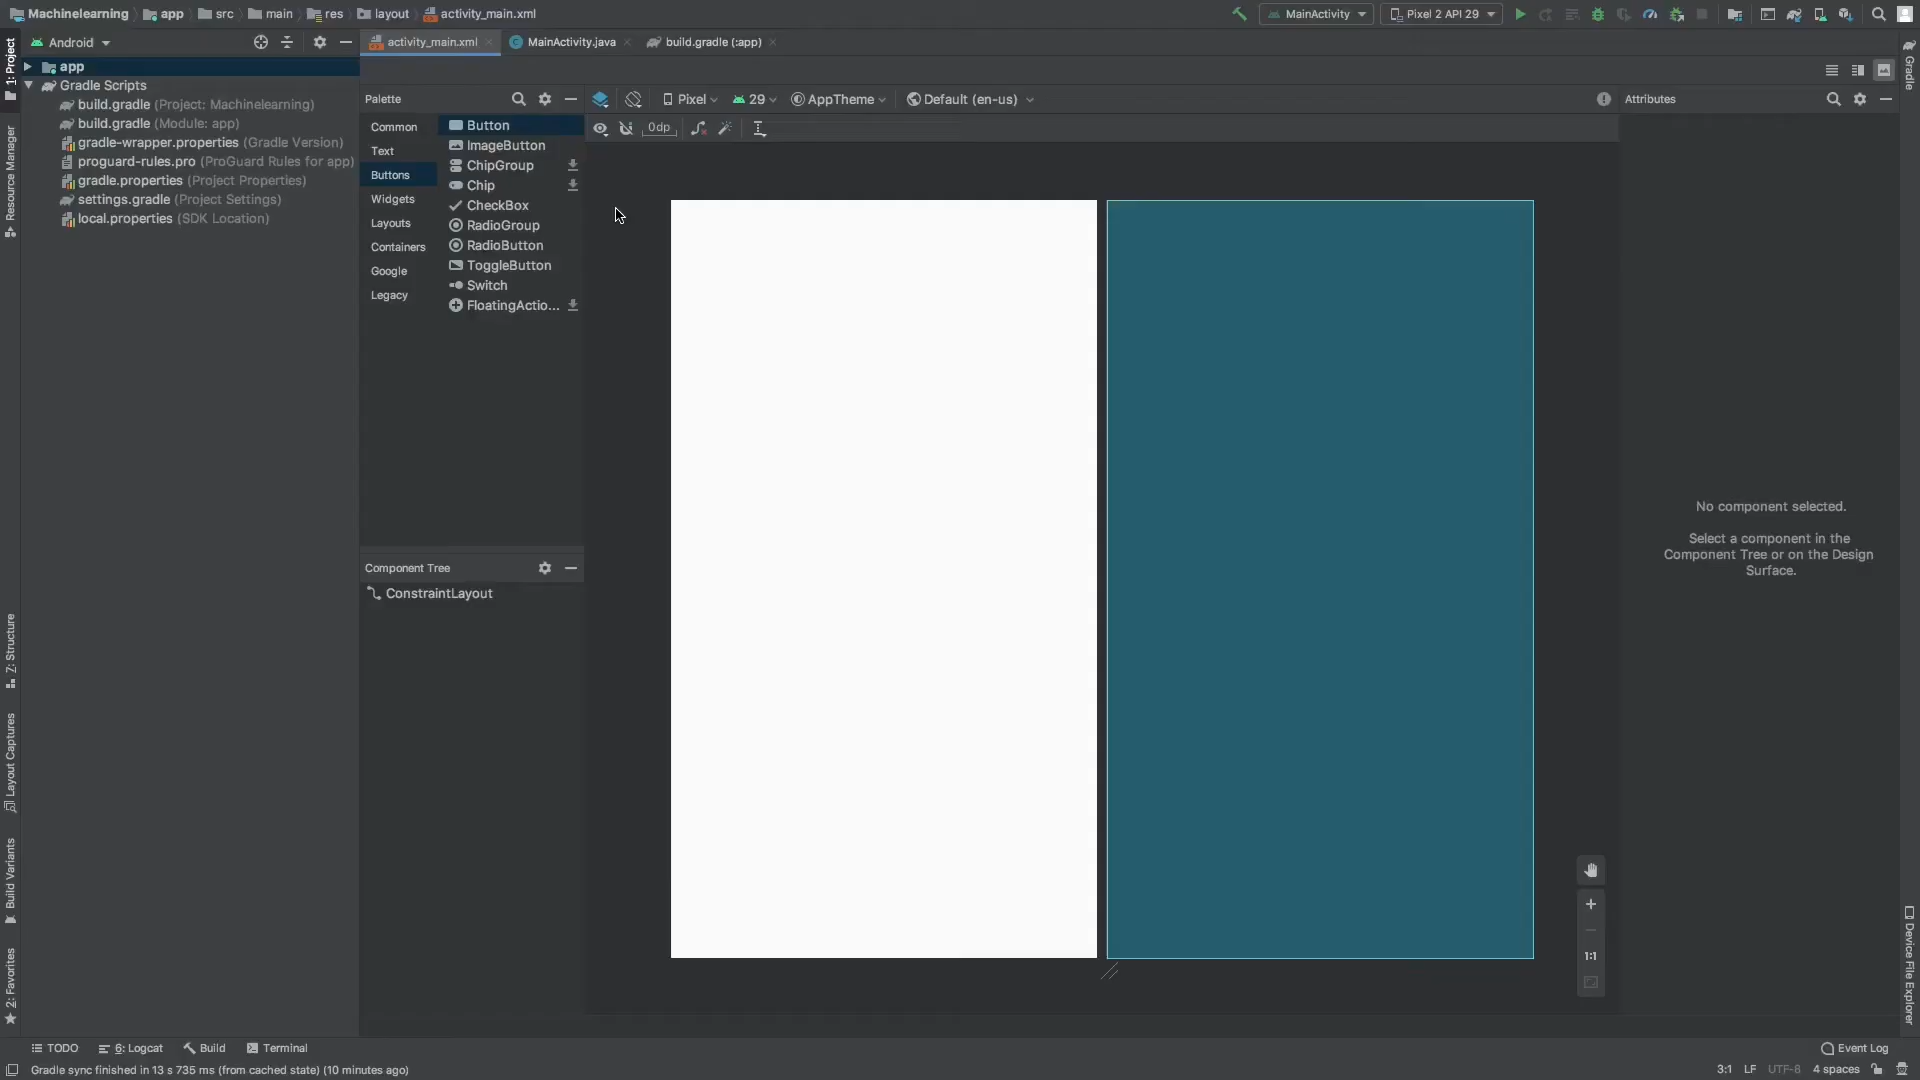 Machinelearning app src main res layout activity_main.xml MainActivity Pixel 2 API 29
Android activity_main.xml MainActivity.java build.gradle (:app)
1: Project
Resource Manager
Z: Structure
Layout Captures
Build Variants
2: Favorites
app
Gradle Scripts
build.gradle (Project: Machinelearning)
build.gradle (Module: app)
gradle-wrapper.properties (Gradle Version)
proguard-rules.pro (ProGuard Rules for app)
gradle.properties (Project Properties)
settings.gradle (Project Settings)
local.properties (SDK Location)
Palette
Common
Text
Buttons
Widgets
Layouts
Containers
Google
Legacy
Button
ImageButton
ChipGroup
Chip
CheckBox
RadioGroup
RadioButton
ToggleButton
Switch
FloatingActio...
Component Tree
ConstraintLayout
Pixel 29 AppTheme Default (en-us)
0dp
1:1
Attributes
No component selected.
Select a component in the
Component Tree or on the Design
Surface.
Gradle
Device File Explorer
TODO 6: Logcat Build Terminal Event Log
Gradle sync finished in 13 s 735 ms (from cached state) (10 minutes ago) 3:1 LF UTF-8 4 spaces